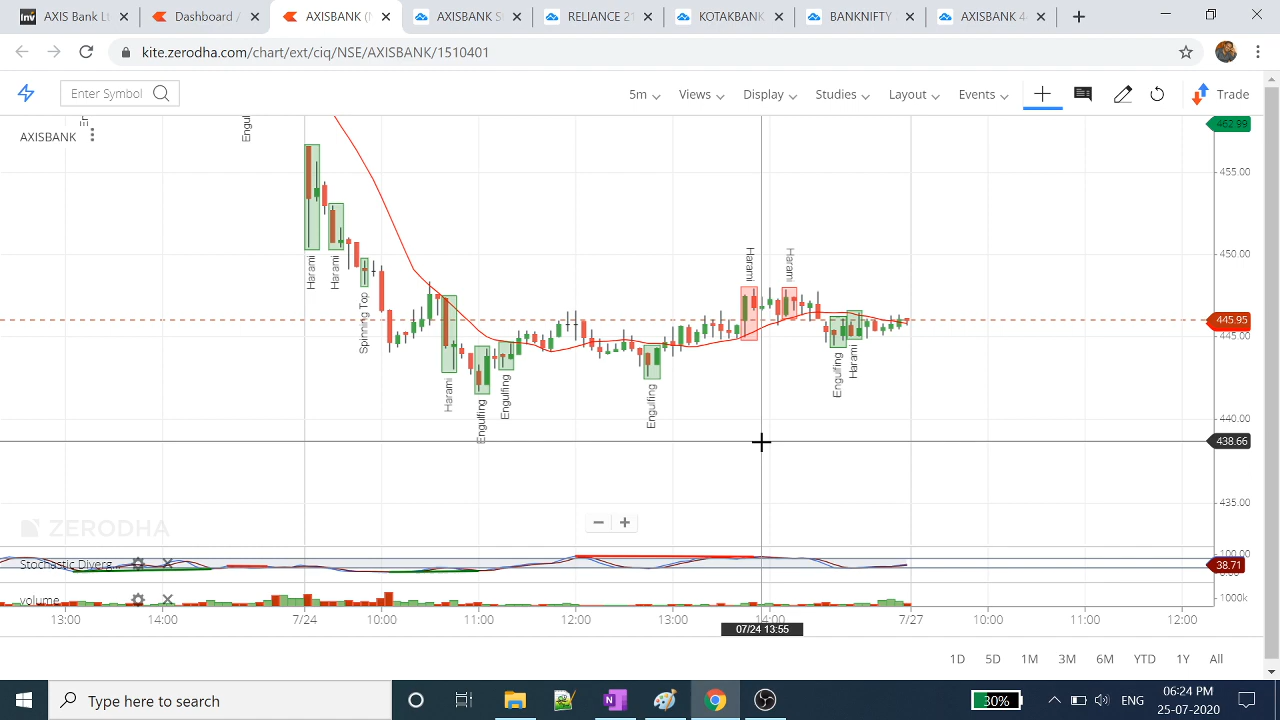 AXIS Bank L
Dashboard /
AXISBANK (
AXISBANK S
RELIANCE 21
KOTAKBANK
BANKNIFTY
AXISBANK 4
kite.zerodha.com/chart/ext/ciq/NSE/AXISBANK/1510401
Enter Symbol
5m
Views
Display
Studies
Layout
Events
Trade
AXISBANK
Engul
462.99
455.00
450.00
445.95
445.00
440.00
438.66
435.00
Harami
Harami
Spinning Top
Harami
Engulfing
Engulfing
Engulfing
Harami
Harami
Engulfing
Harami
ZERODHA
Stochastic Diverg...
100.00
38.71
volume
1000k
13:00
14:00
7/24
10:00
11:00
12:00
13:00
14:00
7/27
10:00
11:00
12:00
07/24 13:55
1D
5D
1M
3M
6M
YTD
1Y
All
Type here to search
30%
ENG
06:24 PM
25-07-2020